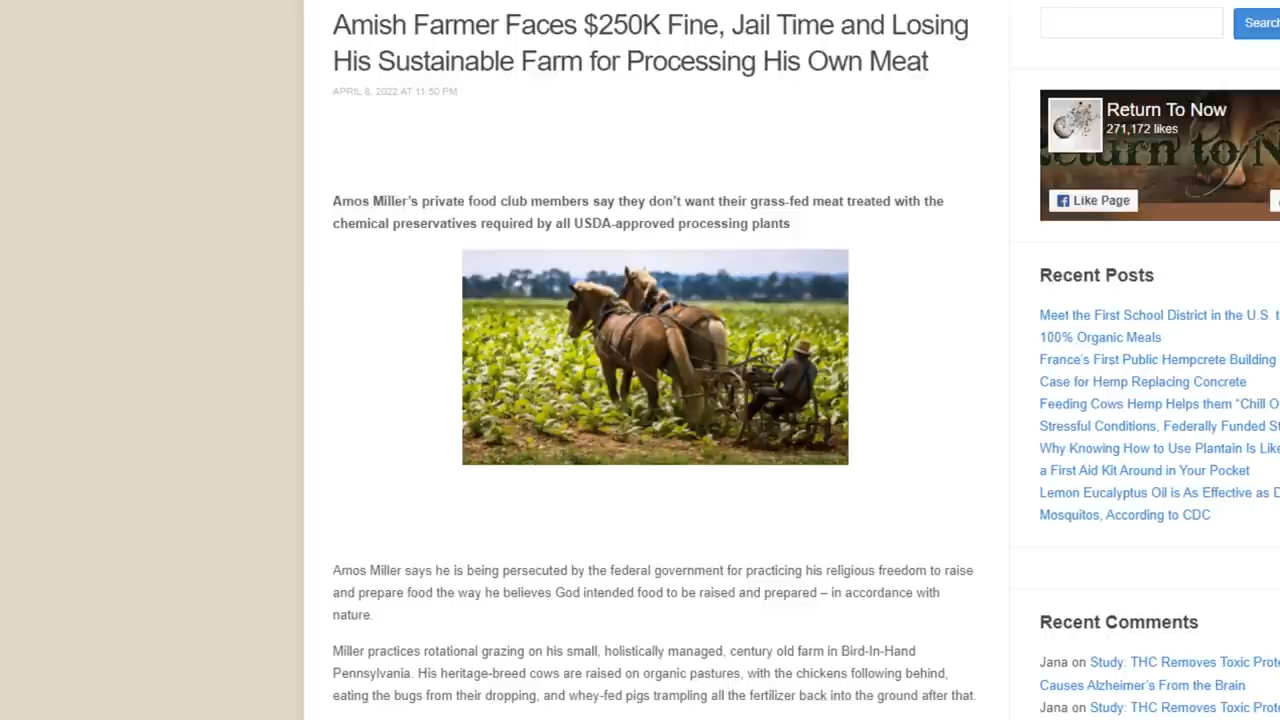 Amish Farmer Faces $250K Fine, Jail Time and Losing
His Sustainable Farm for Processing His Own Meat
APRIL 8, 2022 AT 11:50 PM
Amos Miller’s private food club members say they don’t want their grass-fed meat treated with the
chemical preservatives required by all USDA-approved processing plants
Amos Miller says he is being persecuted by the federal government for practicing his religious freedom to raise
and prepare food the way he believes God intended food to be raised and prepared – in accordance with
nature.
Miller practices rotational grazing on his small, holistically managed, century old farm in Bird-In-Hand
Pennsylvania. His heritage-breed cows are raised on organic pastures, with the chickens following behind,
eating the bugs from their dropping, and whey-fed pigs trampling all the fertilizer back into the ground after that.
Search
Return To Now
271,172 likes
Like Page
Recent Posts
Meet the First School District in the U.S. t
100% Organic Meals
France’s First Public Hempcrete Building
Case for Hemp Replacing Concrete
Feeding Cows Hemp Helps them “Chill O
Stressful Conditions, Federally Funded St
Why Knowing How to Use Plantain Is Like
a First Aid Kit Around in Your Pocket
Lemon Eucalyptus Oil is As Effective as D
Mosquitos, According to CDC
Recent Comments
Jana on Study: THC Removes Toxic Prote
Causes Alzheimer’s From the Brain
Jana on Study: THC Removes Toxic Prote